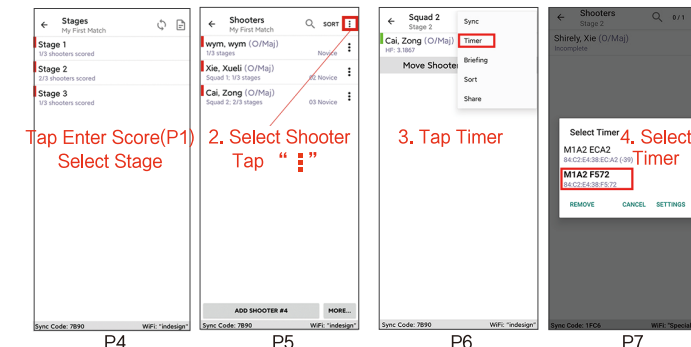 Stages
My First Match
Stage 1
1/3 shooters scored
Stage 2
2/3 shooters scored
Stage 3
1/3 shooters scored
Tap Enter Score(P1)
Select Stage
Sync Code: 7B90 WiFi: "indesign"
P4
Shooters
My First Match
SORT
wym, wym (O/Maj)
1/3 stages Novice
Xie, Xueli (O/Maj)
Squad 1: 1/3 stages 02 Novice
Cai, Zong (O/Maj)
Squad 2: 2/3 stages 03 Novice
2. Select Shooter
Tap “⋮”
ADD SHOOTER #4 MORE...
Sync Code: 7B90 WiFi: "indesign"
P5
Squad 2
Stage 2
Cai, Zong (O/Maj)
HF: 3.1867
Move Shooter
Sync
Timer
Briefing
Sort
Share
3. Tap Timer
Sync Code: 7B90 WiFi: "indesign"
P6
Shooters
Stage 2
0/1
Shirely, Xie (O/Maj)
Incomplete
Select Timer
4. Select
Timer
M1A2 ECA2
84:C2:E4:38:EC:A2 (-39)
M1A2 F572
84:C2:E4:38:F5:72
REMOVE CANCEL SETTINGS
Sync Code: 1FC6 WiFi: "Special
P7